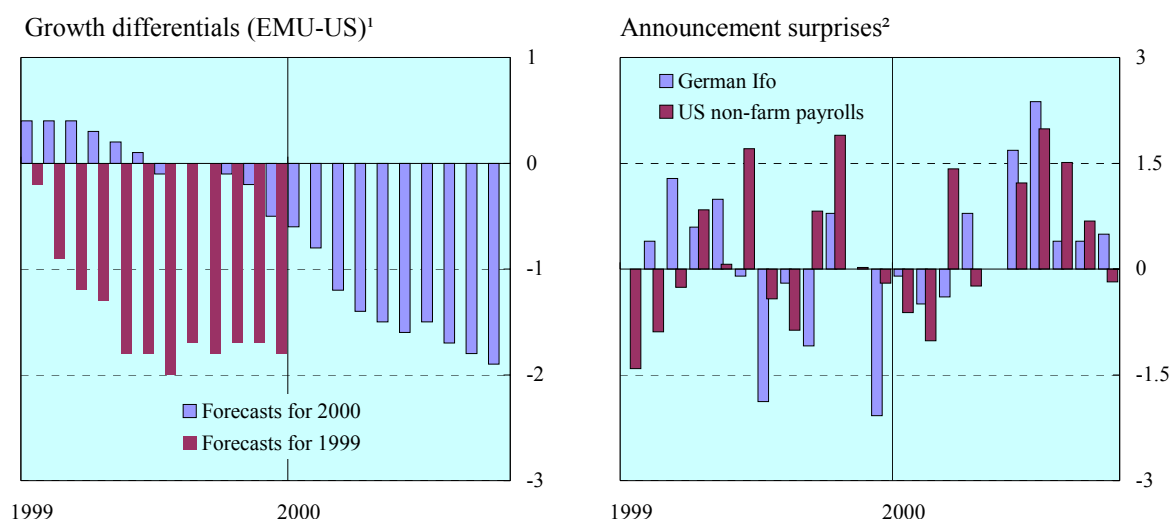 Growth differentials (EMU-US)¹
1
0
-1
-2
-3
Forecasts for 2000
Forecasts for 1999
1999 2000
Announcement surprises²
3
1.5
0
-1.5
-3
German Ifo
US non-farm payrolls
1999 2000